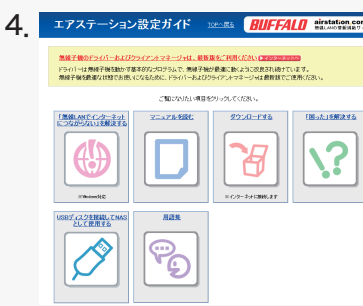 4.
エアステーション設定ガイド TOPへ戻る BUFFALO airstation.com
無線子機のドライバーおよびクライアントマネージャは、最新版をご利用ください
ドライバーは無線子機を動かす基本的なプログラムで、無線子機が最適に動くように改良され続けています。
無線子機を最適な状態でお使いになるためにも、ドライバーおよびクライアントマネージャは最新版でご使用ください。
ご覧になりたい項目をクリックしてください。
「無線LANでインターネットにつながらない」を解決する マニュアルを読む ダウンロードする 「困った」を解決する
※Windows対応 ※インターネットに接続します
USBディスクを接続してNASとして使用する 用語集